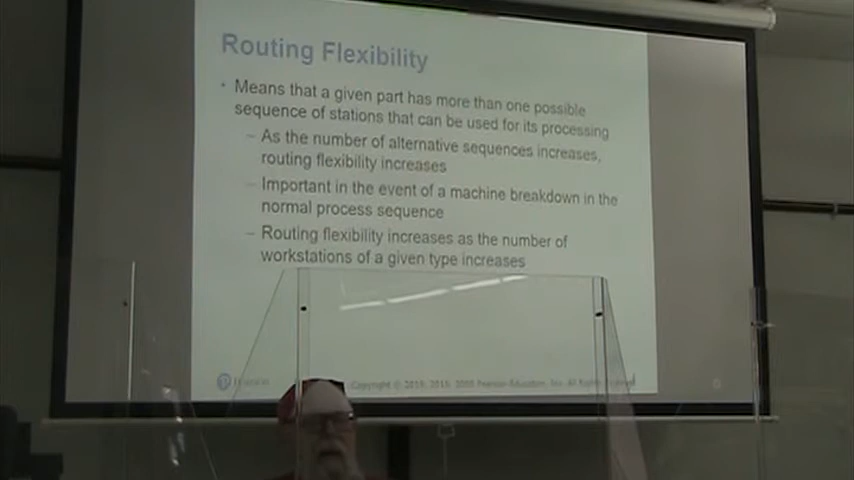 Routing Flexibility
• Means that a given part has more than one possible
sequence of stations that can be used for its processing
– As the number of alternative sequences increases,
routing flexibility increases
– Important in the event of a machine breakdown in the
normal process sequence
– Routing flexibility increases as the number of
workstations of a given type increases
Pearson
Copyright © 2019, 2015, 2008 Pearson Education, Inc. All Rights Reserved